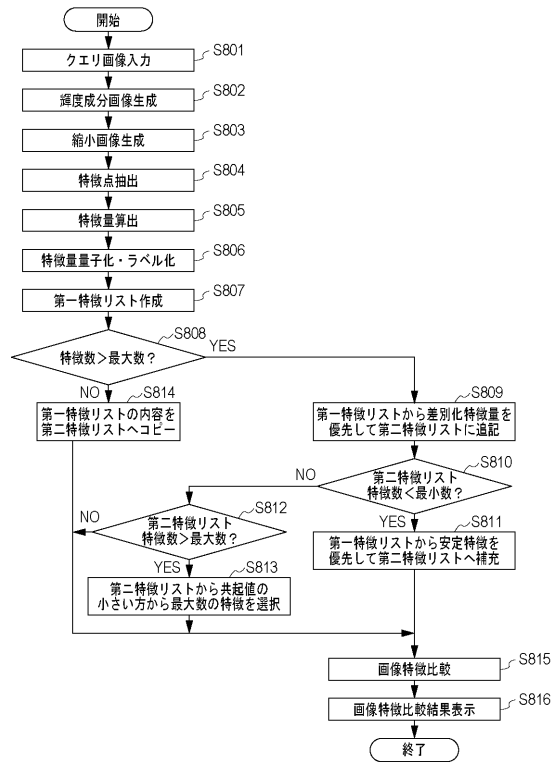 開始
クエリ画像入力
S801
輝度成分画像生成
S802
縮小画像生成
S803
特徴点抽出
S804
特徴量算出
S805
特徴量量子化・ラベル化
S806
第一特徴リスト作成
S807
特徴数＞最大数？
S808
YES
NO
S814
第一特徴リストの内容を
第二特徴リストへコピー
S809
第一特徴リストから差別化特徴量を
優先して第二特徴リストに追記
S810
第二特徴リスト
特徴数＜最小数？
NO
YES
S811
第一特徴リストから安定特徴を
優先して第二特徴リストへ補充
S812
第二特徴リスト
特徴数＞最大数？
NO
YES
S813
第二特徴リストから共起値の
小さい方から最大数の特徴を選択
画像特徴比較
S815
画像特徴比較結果表示
S816
終了